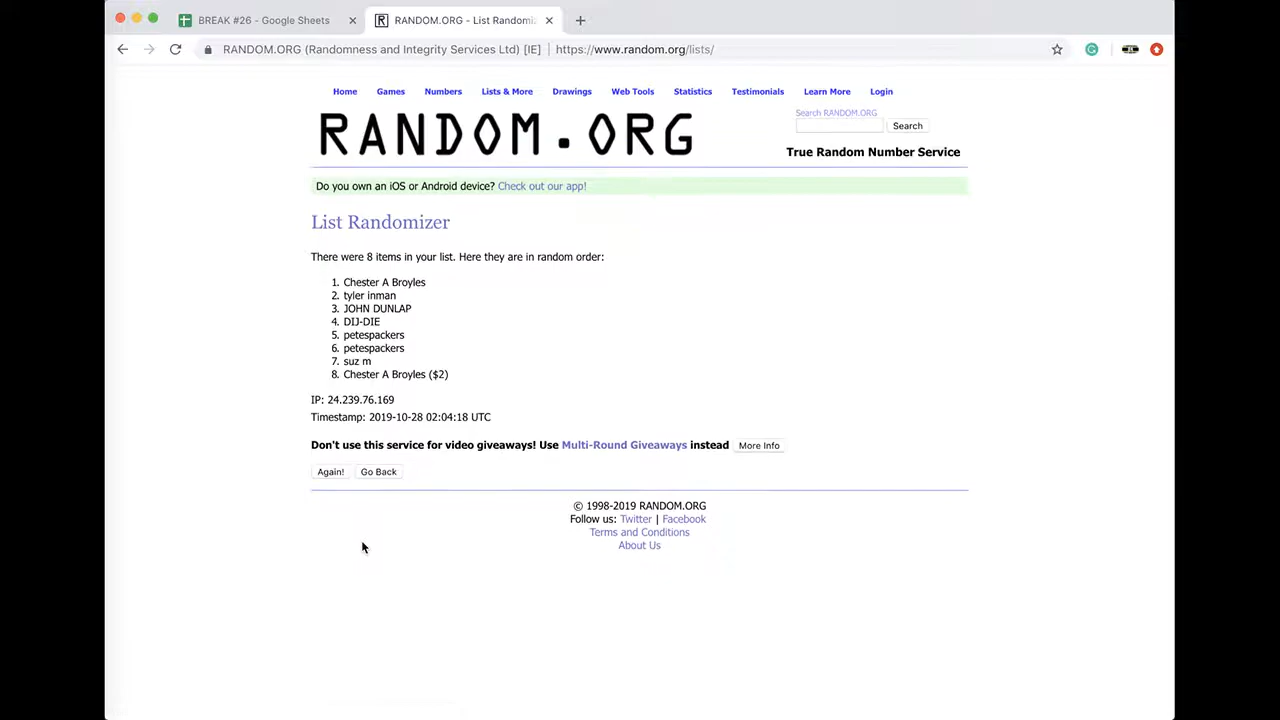 BREAK #26 - Google Sheets
RANDOM.ORG - List Randomiz
RANDOM.ORG (Randomness and Integrity Services Ltd) [IE] | https://www.random.org/lists/
Home Games Numbers Lists & More Drawings Web Tools Statistics Testimonials Learn More Login
Search RANDOM.ORG
RANDOM.ORG
Search
True Random Number Service
Do you own an iOS or Android device? Check out our app!
List Randomizer
There were 8 items in your list. Here they are in random order:
1. Chester A Broyles
2. tyler inman
3. JOHN DUNLAP
4. DIJ-DIE
5. petespackers
6. petespackers
7. suz m
8. Chester A Broyles ($2)
IP: 24.239.76.169
Timestamp: 2019-10-28 02:04:18 UTC
Don't use this service for video giveaways! Use Multi-Round Giveaways instead More Info
Again! Go Back
© 1998-2019 RANDOM.ORG
Follow us: Twitter | Facebook
Terms and Conditions
About Us